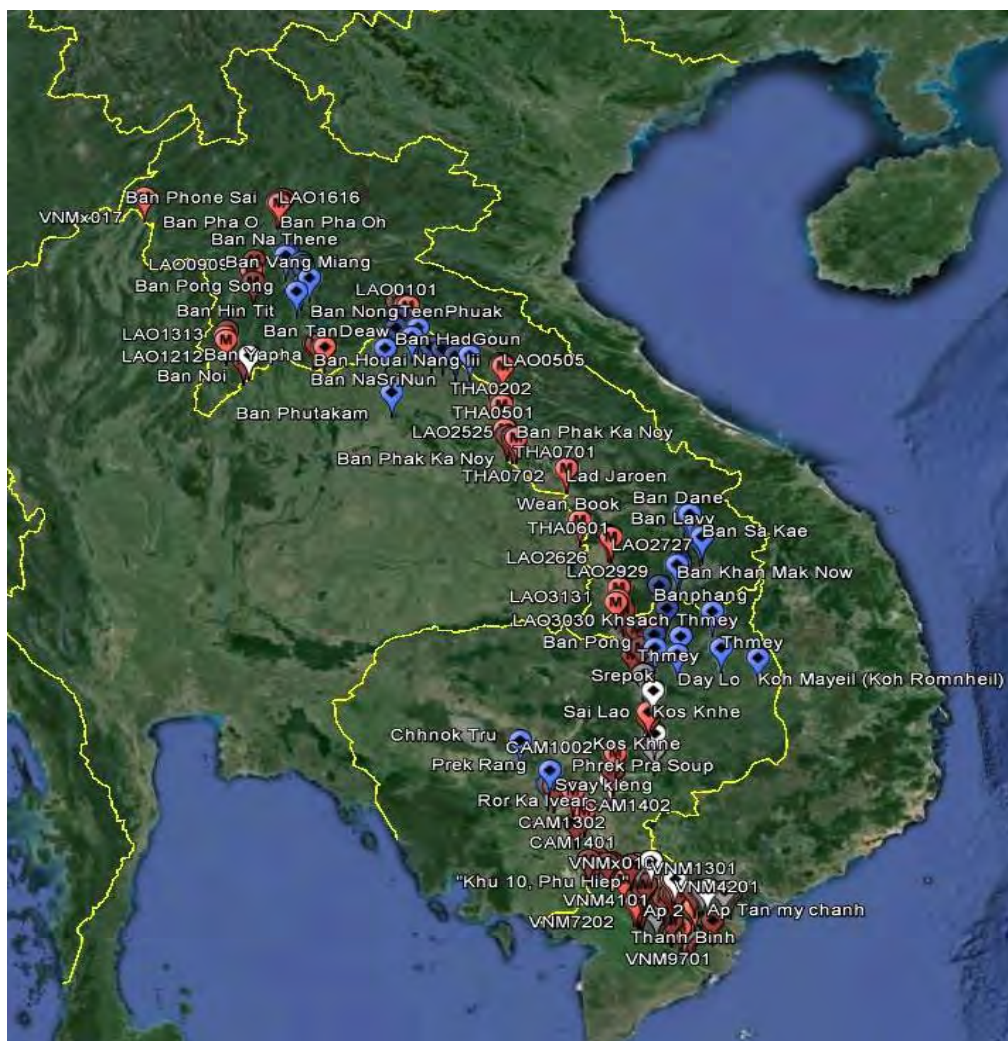 Ban Phone Sai
LAO1616
VNMx017
Ban Pha O
Ban Pha Oh
Ban Na Thene
LAO0909
Ban Vang Miang
Ban Pong Song
LAO0101
Ban Hin Tit
Ban NongTeenPhuak
LAO1313
Ban TanDeaw
Ban HadGoun
LAO1212
Ban Yapha
Ban Houai Nang Iii
LAO0505
Ban Noi
Ban NaSriNun
THA0202
Ban Phutakam
THA0501
LAO2525
Ban Phak Ka Noy
Ban Phak Ka Noy
THA0701
THA0702
Lad Jaroen
Wean Book
Ban Dane
THA0601
Ban Lavv
Ban Sa Kae
LAO2727
LAO2626
LAO2929
Ban Khan Mak Now
LAO3131
Banphang
LAO3030
Khsach Thmey
Ban Pong
Thmey
Thmey
Srepok
Day Lo
Koh Mayeil (Koh Romnheil)
Sai Lao
Kos Knhe
Chhnok Tru
CAM1002
Kos Khne
Prek Rang
Phrek Pra Soup
Svay kleng
Ror Ka Ivear
CAM1402
CAM1302
CAM1401
VNM1301
"Khu 10, Phu Hiep"
VNM4201
VNM4101
Ap 2
Ap Tan my chanh
VNM7202
Thanh Binh
VNM9701